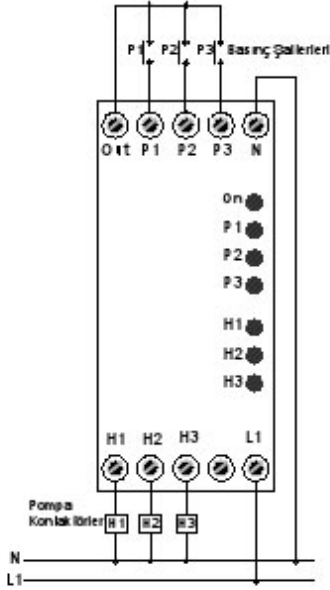 P1 P2 P3 Basınç Şalterleri
Out P1 P2 P3 N
On
P1
P2
P3
H1
H2
H3
H1 H2 H3 L1
Pompa
Kontaktörler H1 H2 H3
N
L1